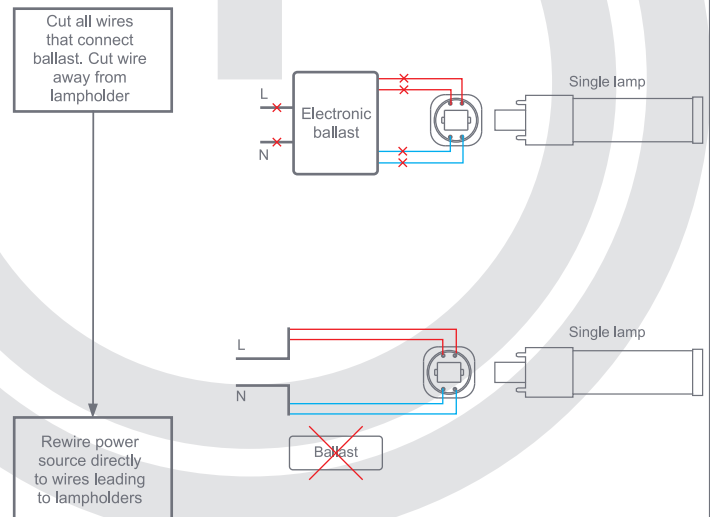 Cut all wires
that connect
ballast. Cut wire
away from
lampholder
L
N
Electronic
ballast
Single lamp
L
N
Single lamp
Ballast
Rewire power
source directly
to wires leading
to lampholders